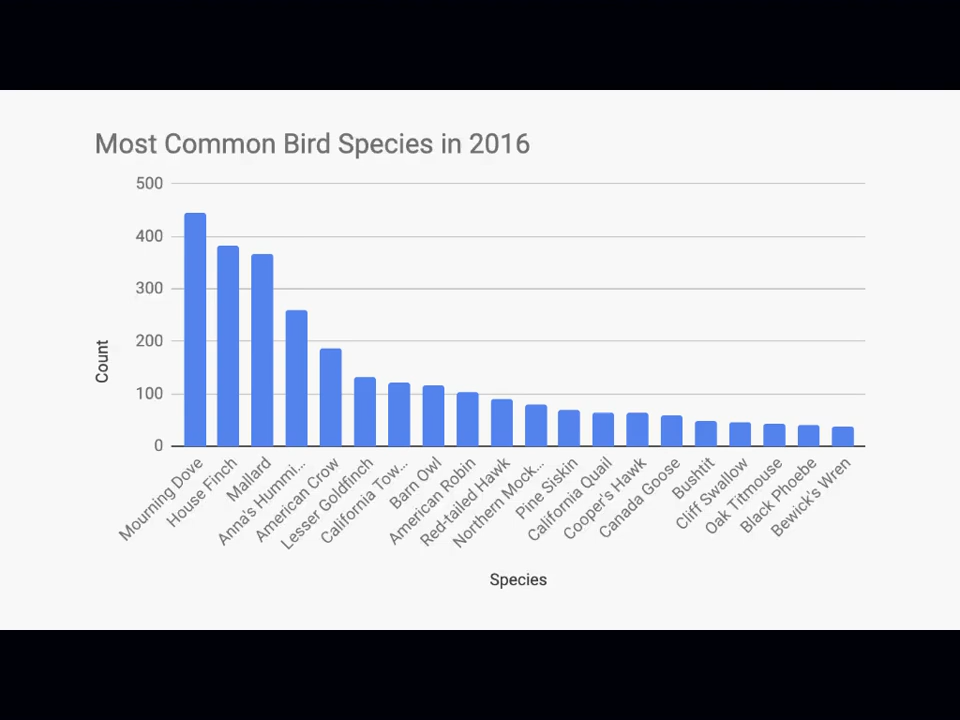 Most Common Bird Species in 2016
500
400
300
200
100
0
Count
Mourning Dove
House Finch
Mallard
Anna's Hummi...
American Crow
Lesser Goldfinch
California Tow...
Barn Owl
American Robin
Red-tailed Hawk
Northern Mock...
Pine Siskin
California Quail
Cooper's Hawk
Canada Goose
Bushtit
Cliff Swallow
Oak Titmouse
Black Phoebe
Bewick's Wren
Species